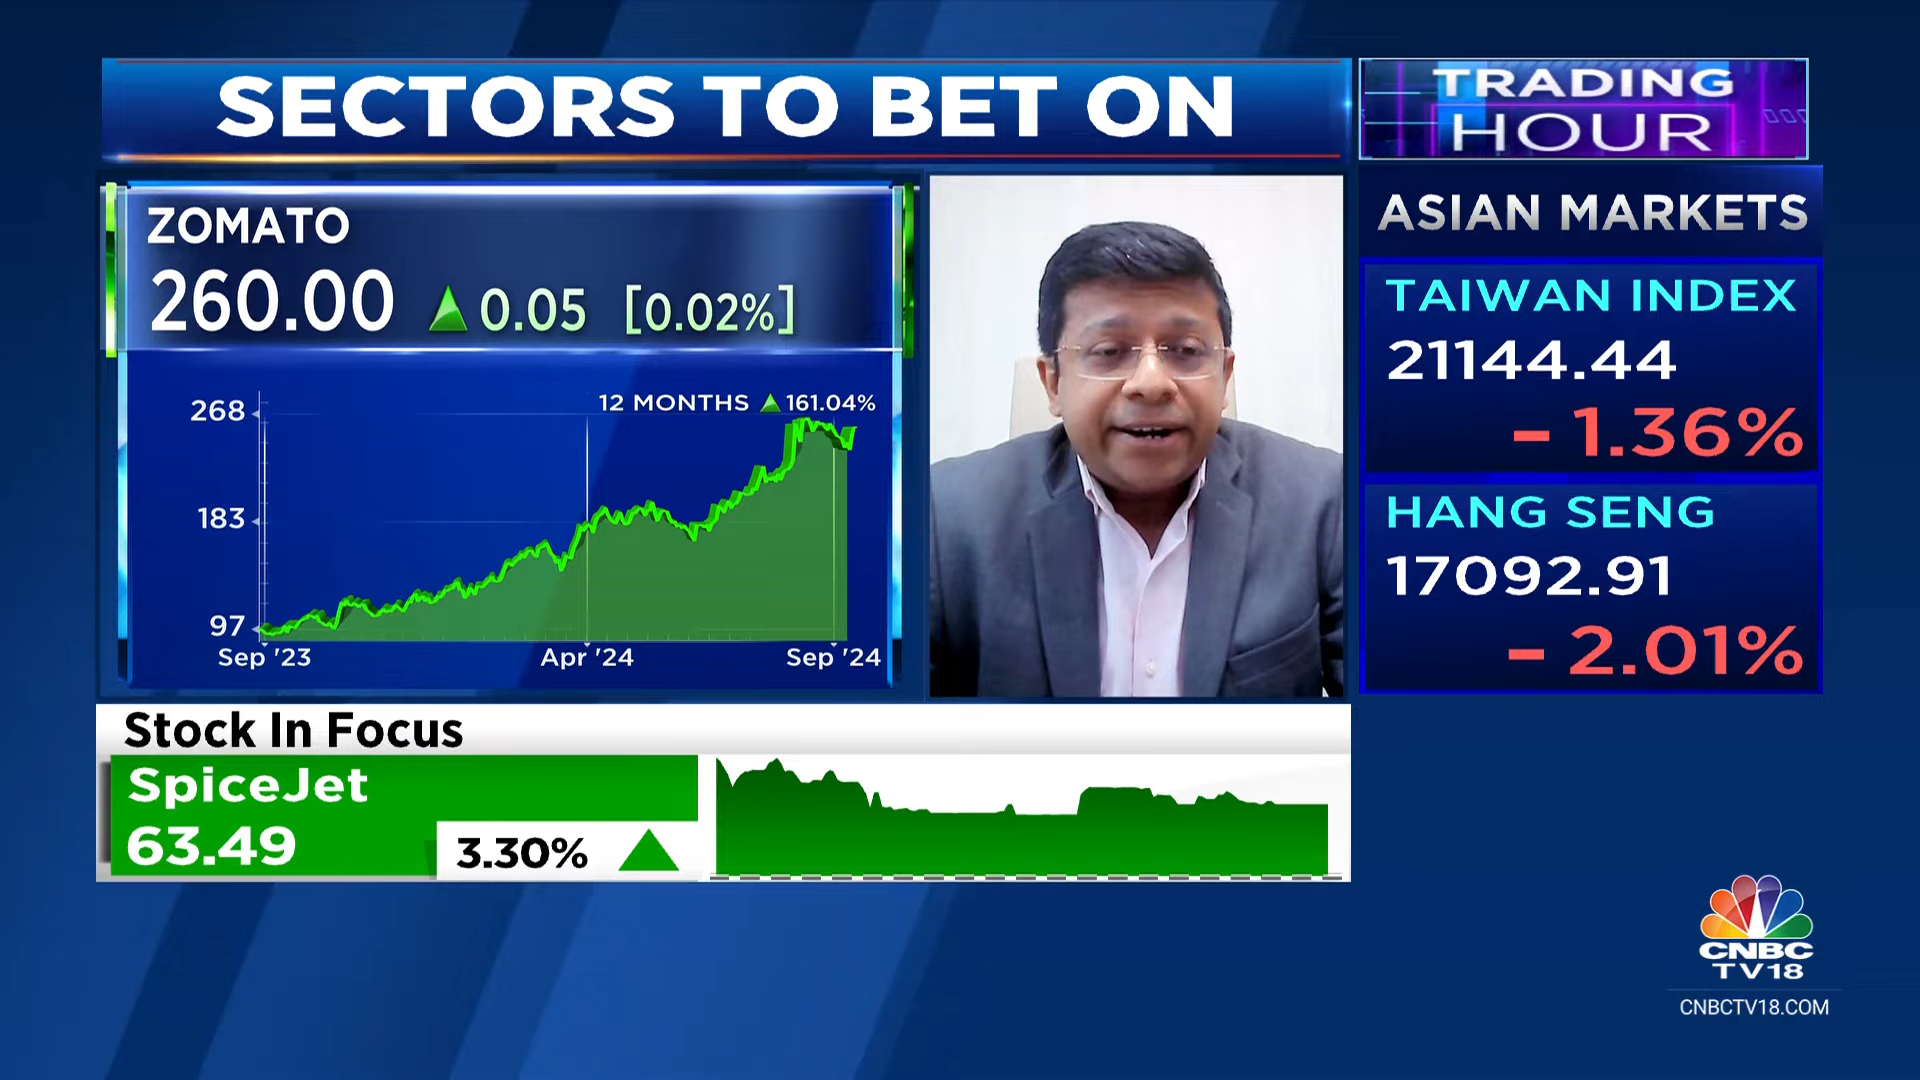 SECTORS TO BET ON
TRADING
HOUR
ZOMATO
260.00 ▲ 0.05 [0.02%]
12 MONTHS ▲ 161.04%
268
183
97
Sep '23 Apr '24 Sep '24
ASIAN MARKETS
TAIWAN INDEX
21144.44
- 1.36%
HANG SENG
17092.91
- 2.01%
Stock In Focus
SpiceJet
63.49
3.30% ▲
CNBC
TV18
CNBCTV18.COM